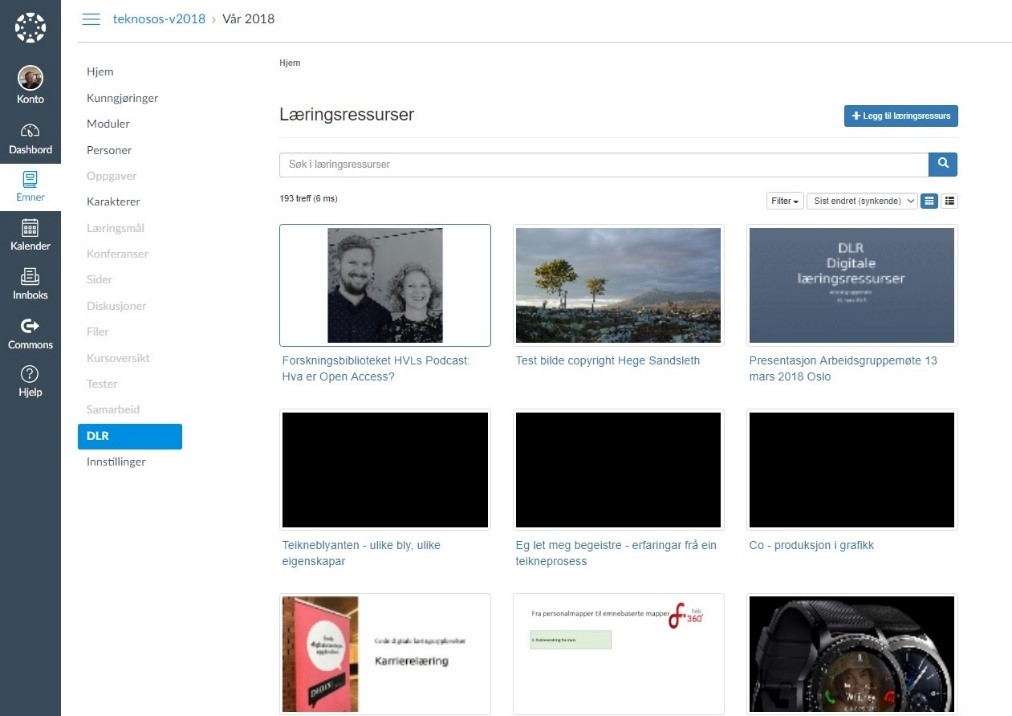 teknosos-v2018 › Vår 2018
Konto
Dashbord
Emner
Kalender
Innboks
Commons
Hjelp
Hjem
Kunngjøringer
Moduler
Personer
Oppgaver
Karakterer
Læringsmål
Konferanser
Sider
Diskusjoner
Filer
Kursoversikt
Tester
Samarbeid
DLR
Innstillinger
Hjem
Læringsressurser
+ Legg til læringsressurs
Søk i læringsressurser
193 treff (6 ms)
Filter
Sist endret (synkende)
Forskningsbiblioteket HVLs Podcast:
Hva er Open Access?
Test bilde copyright Hege Sandsleth
DLR
Digitale
læringsressurser
Presentasjon Arbeidsgruppemøte 13
mars 2018 Oslo
Teikneblyanten - ulike bly, ulike
eigenskapar
Eg let meg begeistre - erfaringar frå ein
teikneprosess
Co - produksjon i grafikk
Gode digitale læringsopplevelser
Karrierelæring
Fra personalmapper til emnebaserte mapper
360°